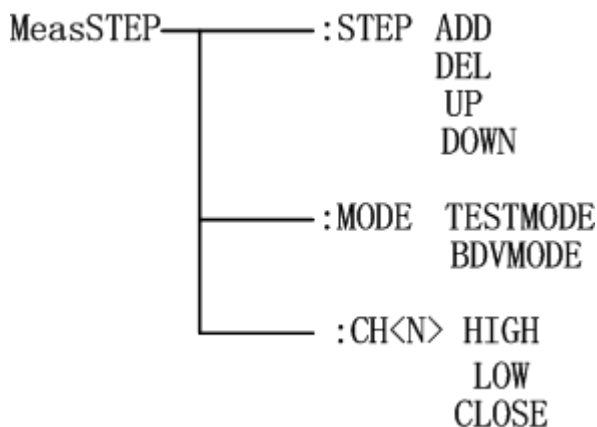 MeasSTEP :STEP ADD
DEL
UP
DOWN
:MODE TESTMODE
BDVMODE
:CH<N> HIGH
LOW
CLOSE